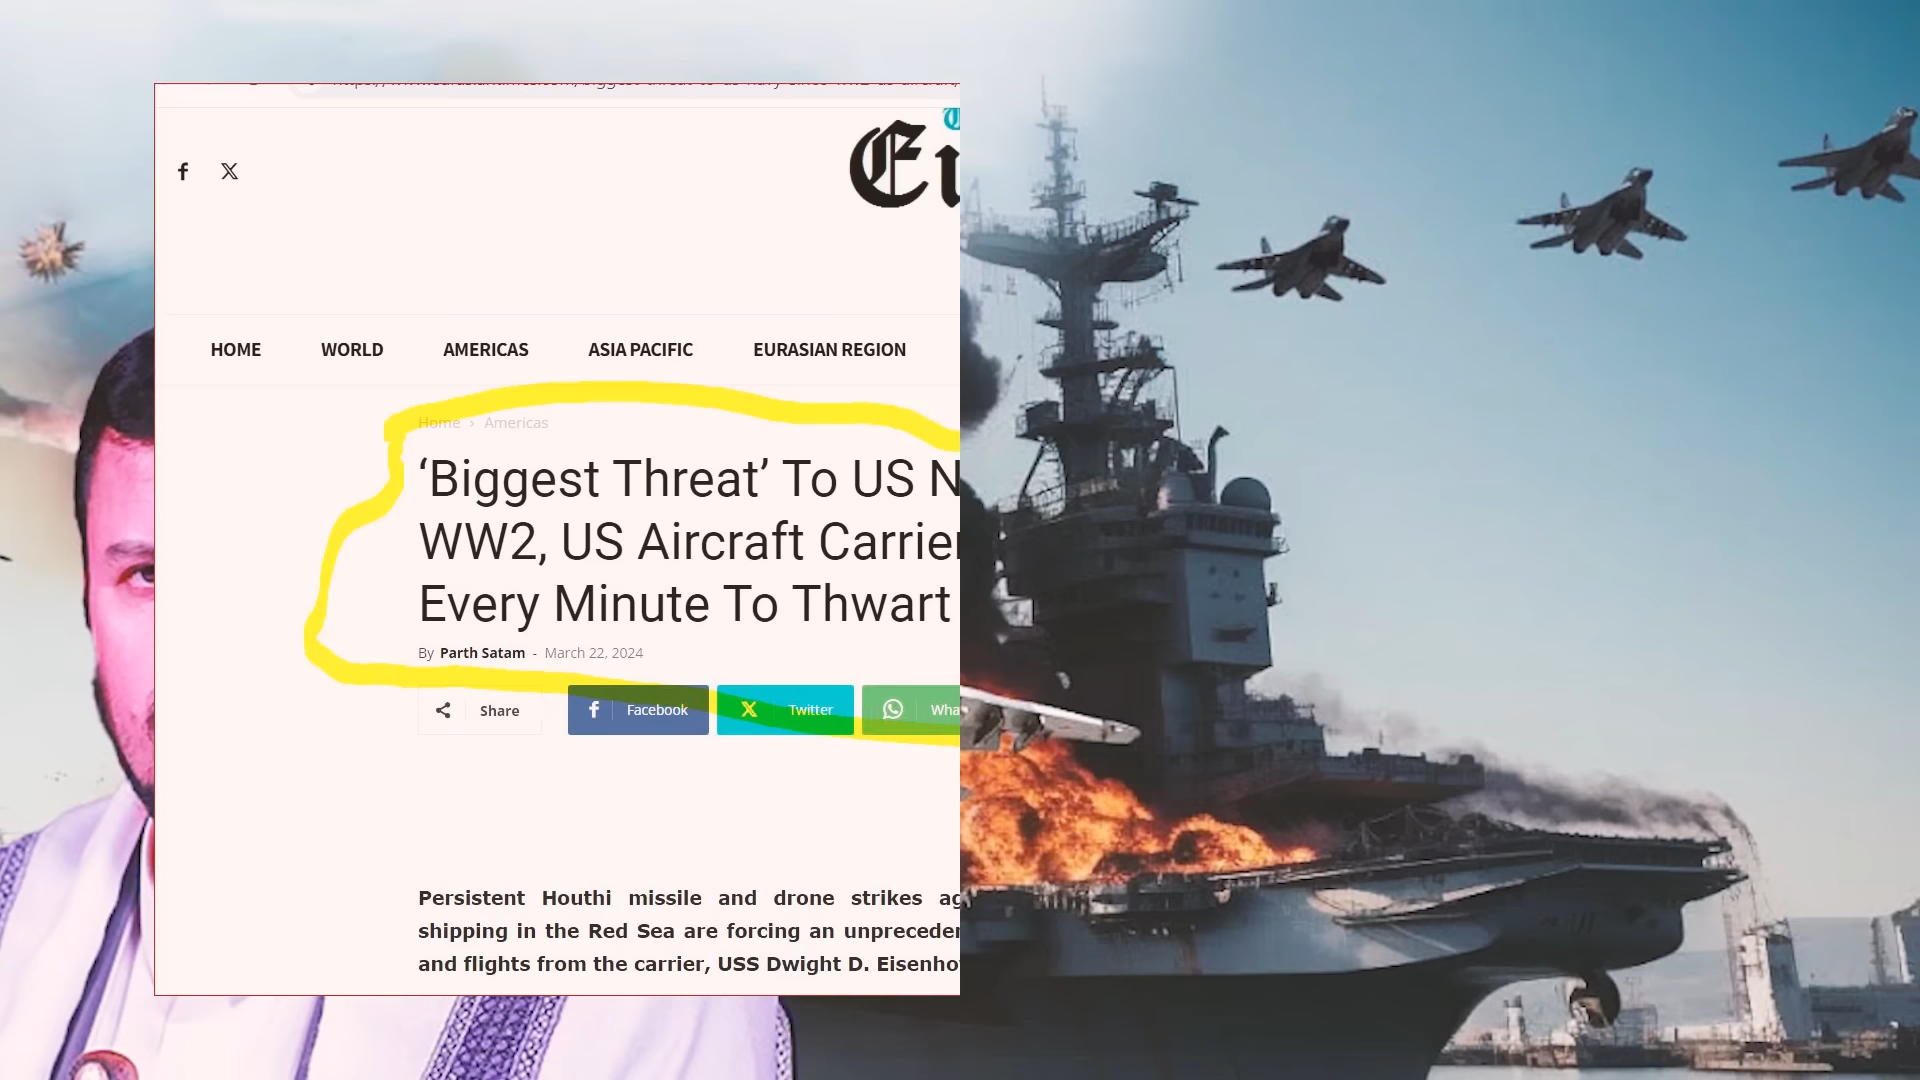 Eu
HOME WORLD AMERICAS ASIA PACIFIC EURASIAN REGION
Home › Americas
‘Biggest Threat’ To US N
WW2, US Aircraft Carrier
Every Minute To Thwart
By Parth Satam - March 22, 2024
Share Facebook Twitter Wha
Persistent Houthi missile and drone strikes ag
shipping in the Red Sea are forcing an unpreceden
and flights from the carrier, USS Dwight D. Eisenho